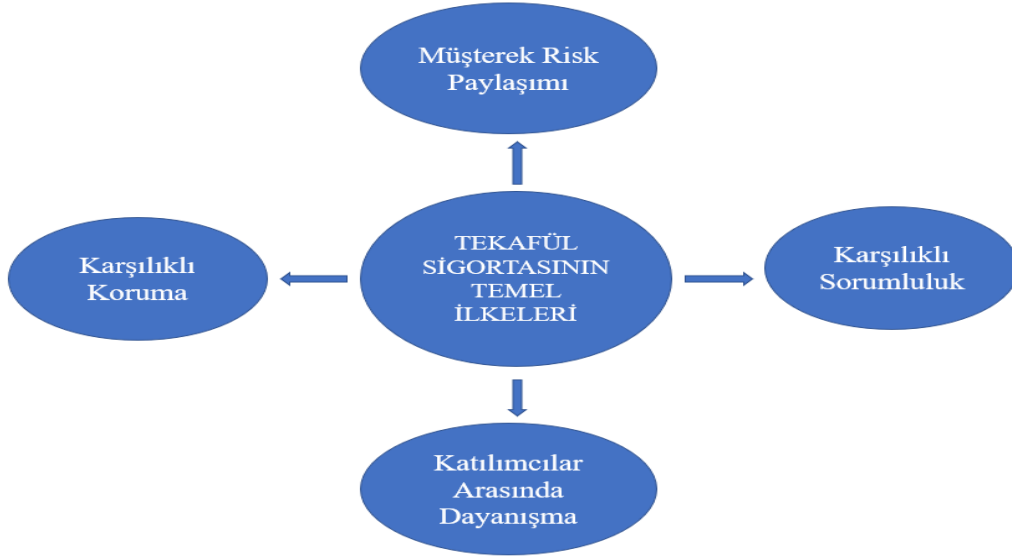 Müşterek Risk
Paylaşımı
TEKAFÜL
SİGORTASININ
TEMEL
İLKELERİ
Karşılıklı
Koruma
Karşılıklı
Sorumluluk
Katılımcılar
Arasında
Dayanışma